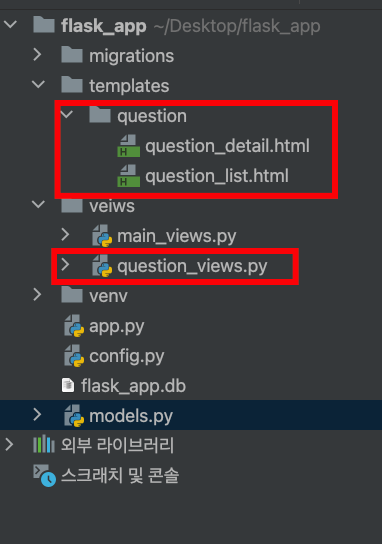 flask_app ~/Desktop/flask_app
migrations
templates
question
question_detail.html
question_list.html
veiws
main_views.py
question_views.py
venv
app.py
config.py
flask_app.db
models.py
외부 라이브러리
스크래치 및 콘솔